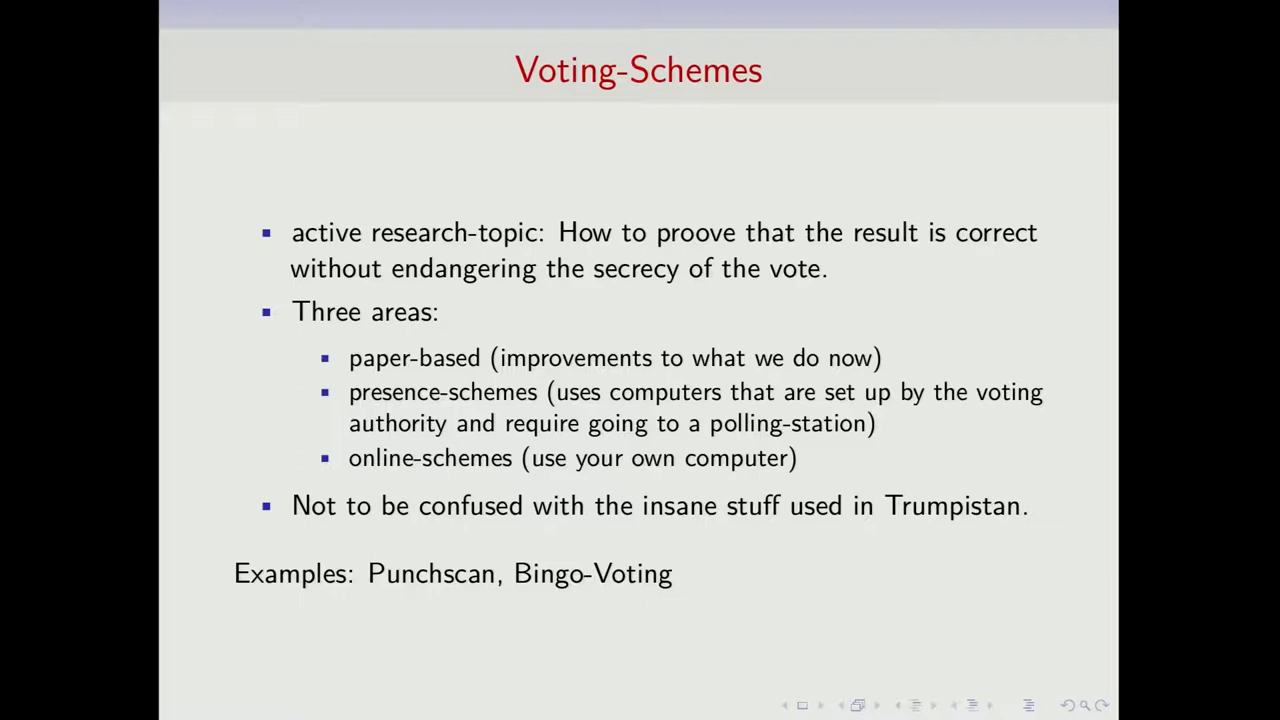 Voting-Schemes
▪ active research-topic: How to proove that the result is correct
without endangering the secrecy of the vote.
▪ Three areas:
▪ paper-based (improvements to what we do now)
▪ presence-schemes (uses computers that are set up by the voting
authority and require going to a polling-station)
▪ online-schemes (use your own computer)
▪ Not to be confused with the insane stuff used in Trumpistan.
Examples: Punchscan, Bingo-Voting